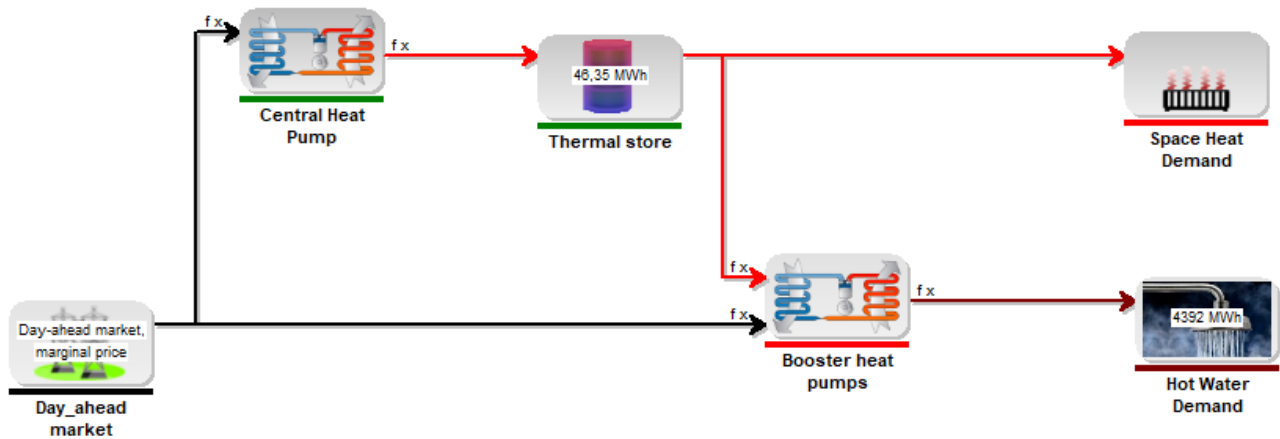 f x
f x
46,35 MWh
Central Heat
Pump
Thermal store
Space Heat
Demand
f x
f x
f x
Day-ahead market,
marginal price
4392 MWh
Booster heat
pumps
Hot Water
Demand
Day_ahead
market